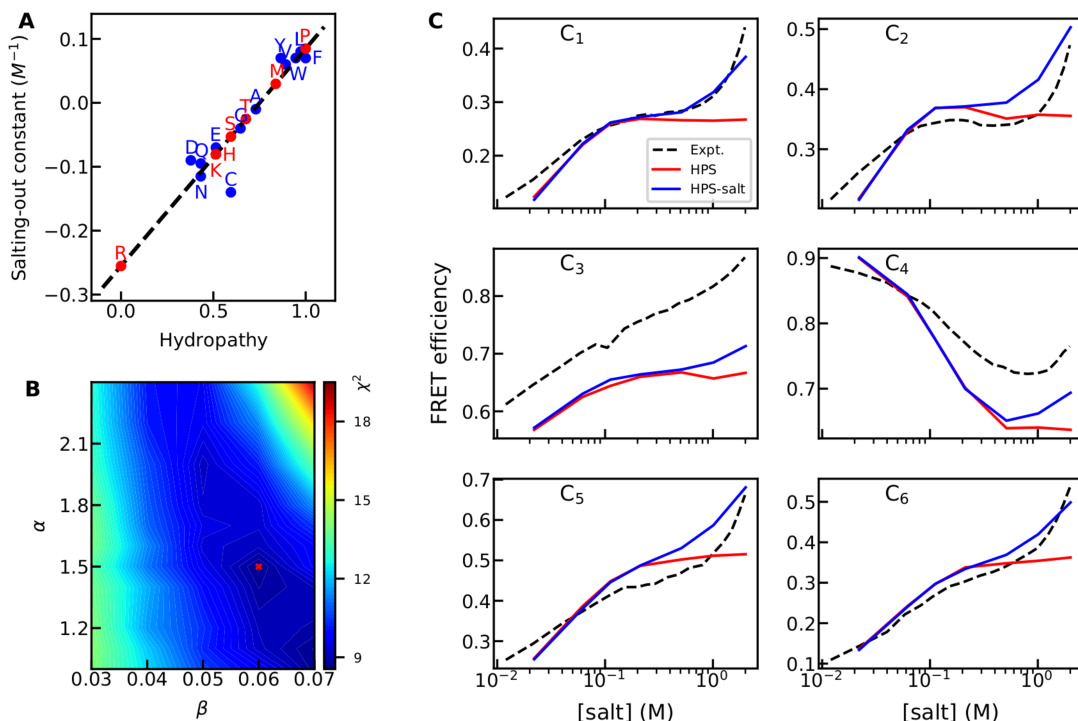 A
Salting-out constant (M⁻¹)
0.1
0.0
−0.1
−0.2
−0.3
0.0
0.5
1.0
Hydropathy
R
D
Q
N
E
K
H
S
C
T
G
A
M
Y
V
L
W
P
F
B
α
2.1
1.8
1.5
1.2
0.03
0.04
0.05
0.06
0.07
β
χ²
18
15
12
9
C
FRET efficiency
C₁
0.4
0.3
0.2
Expt.
HPS
HPS-salt
C₂
0.5
0.4
0.3
C₃
0.8
0.7
0.6
C₄
0.9
0.8
0.7
C₅
0.7
0.6
0.5
0.4
0.3
10⁻²
10⁻¹
10⁰
[salt] (M)
C₆
0.5
0.4
0.3
0.2
0.1
10⁻²
10⁻¹
10⁰
[salt] (M)